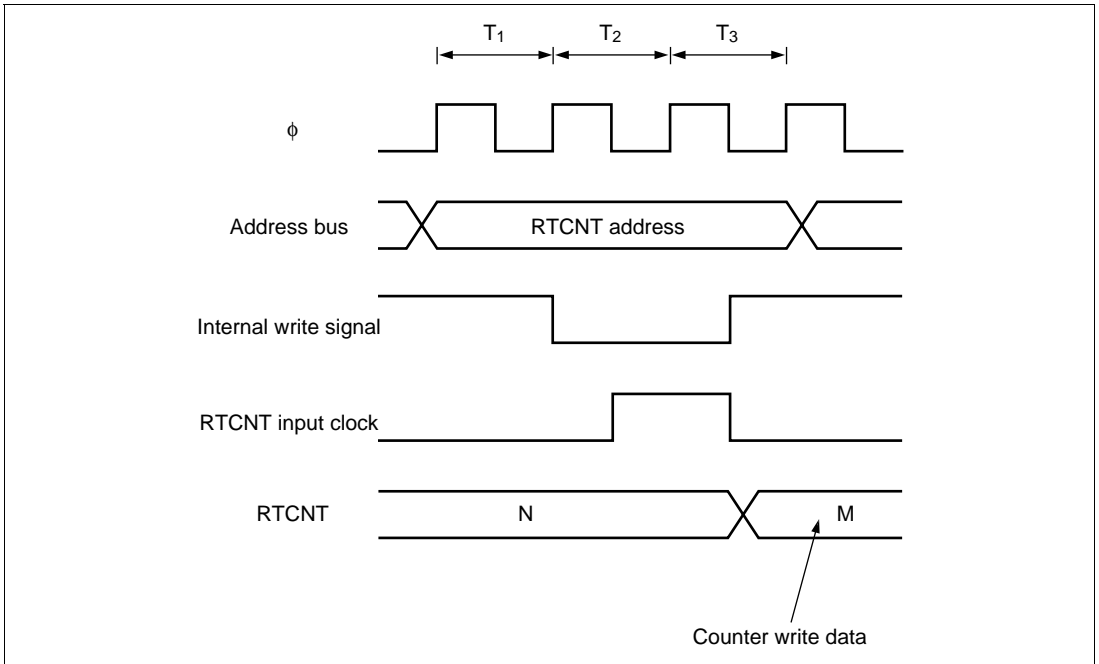 T1 T2 T3
ϕ
Address bus
RTCNT address
Internal write signal
RTCNT input clock
RTCNT
N
M
Counter write data